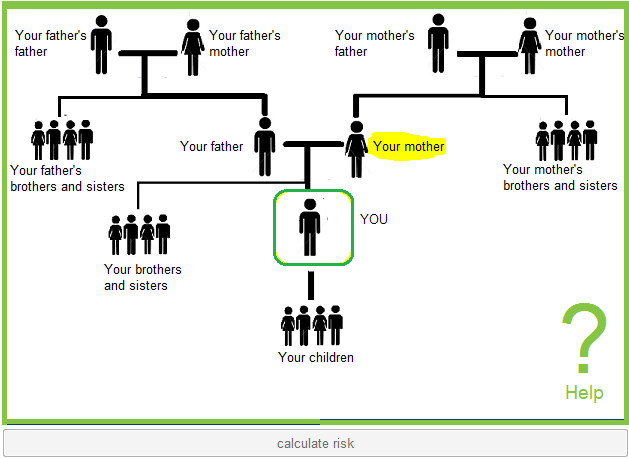 Your father's
father
Your father's
mother
Your mother's
father
Your mother's
mother
Your father's
brothers and sisters
Your father
Your mother
Your mother's
brothers and sisters
YOU
Your brothers
and sisters
Your children
?
Help
calculate risk